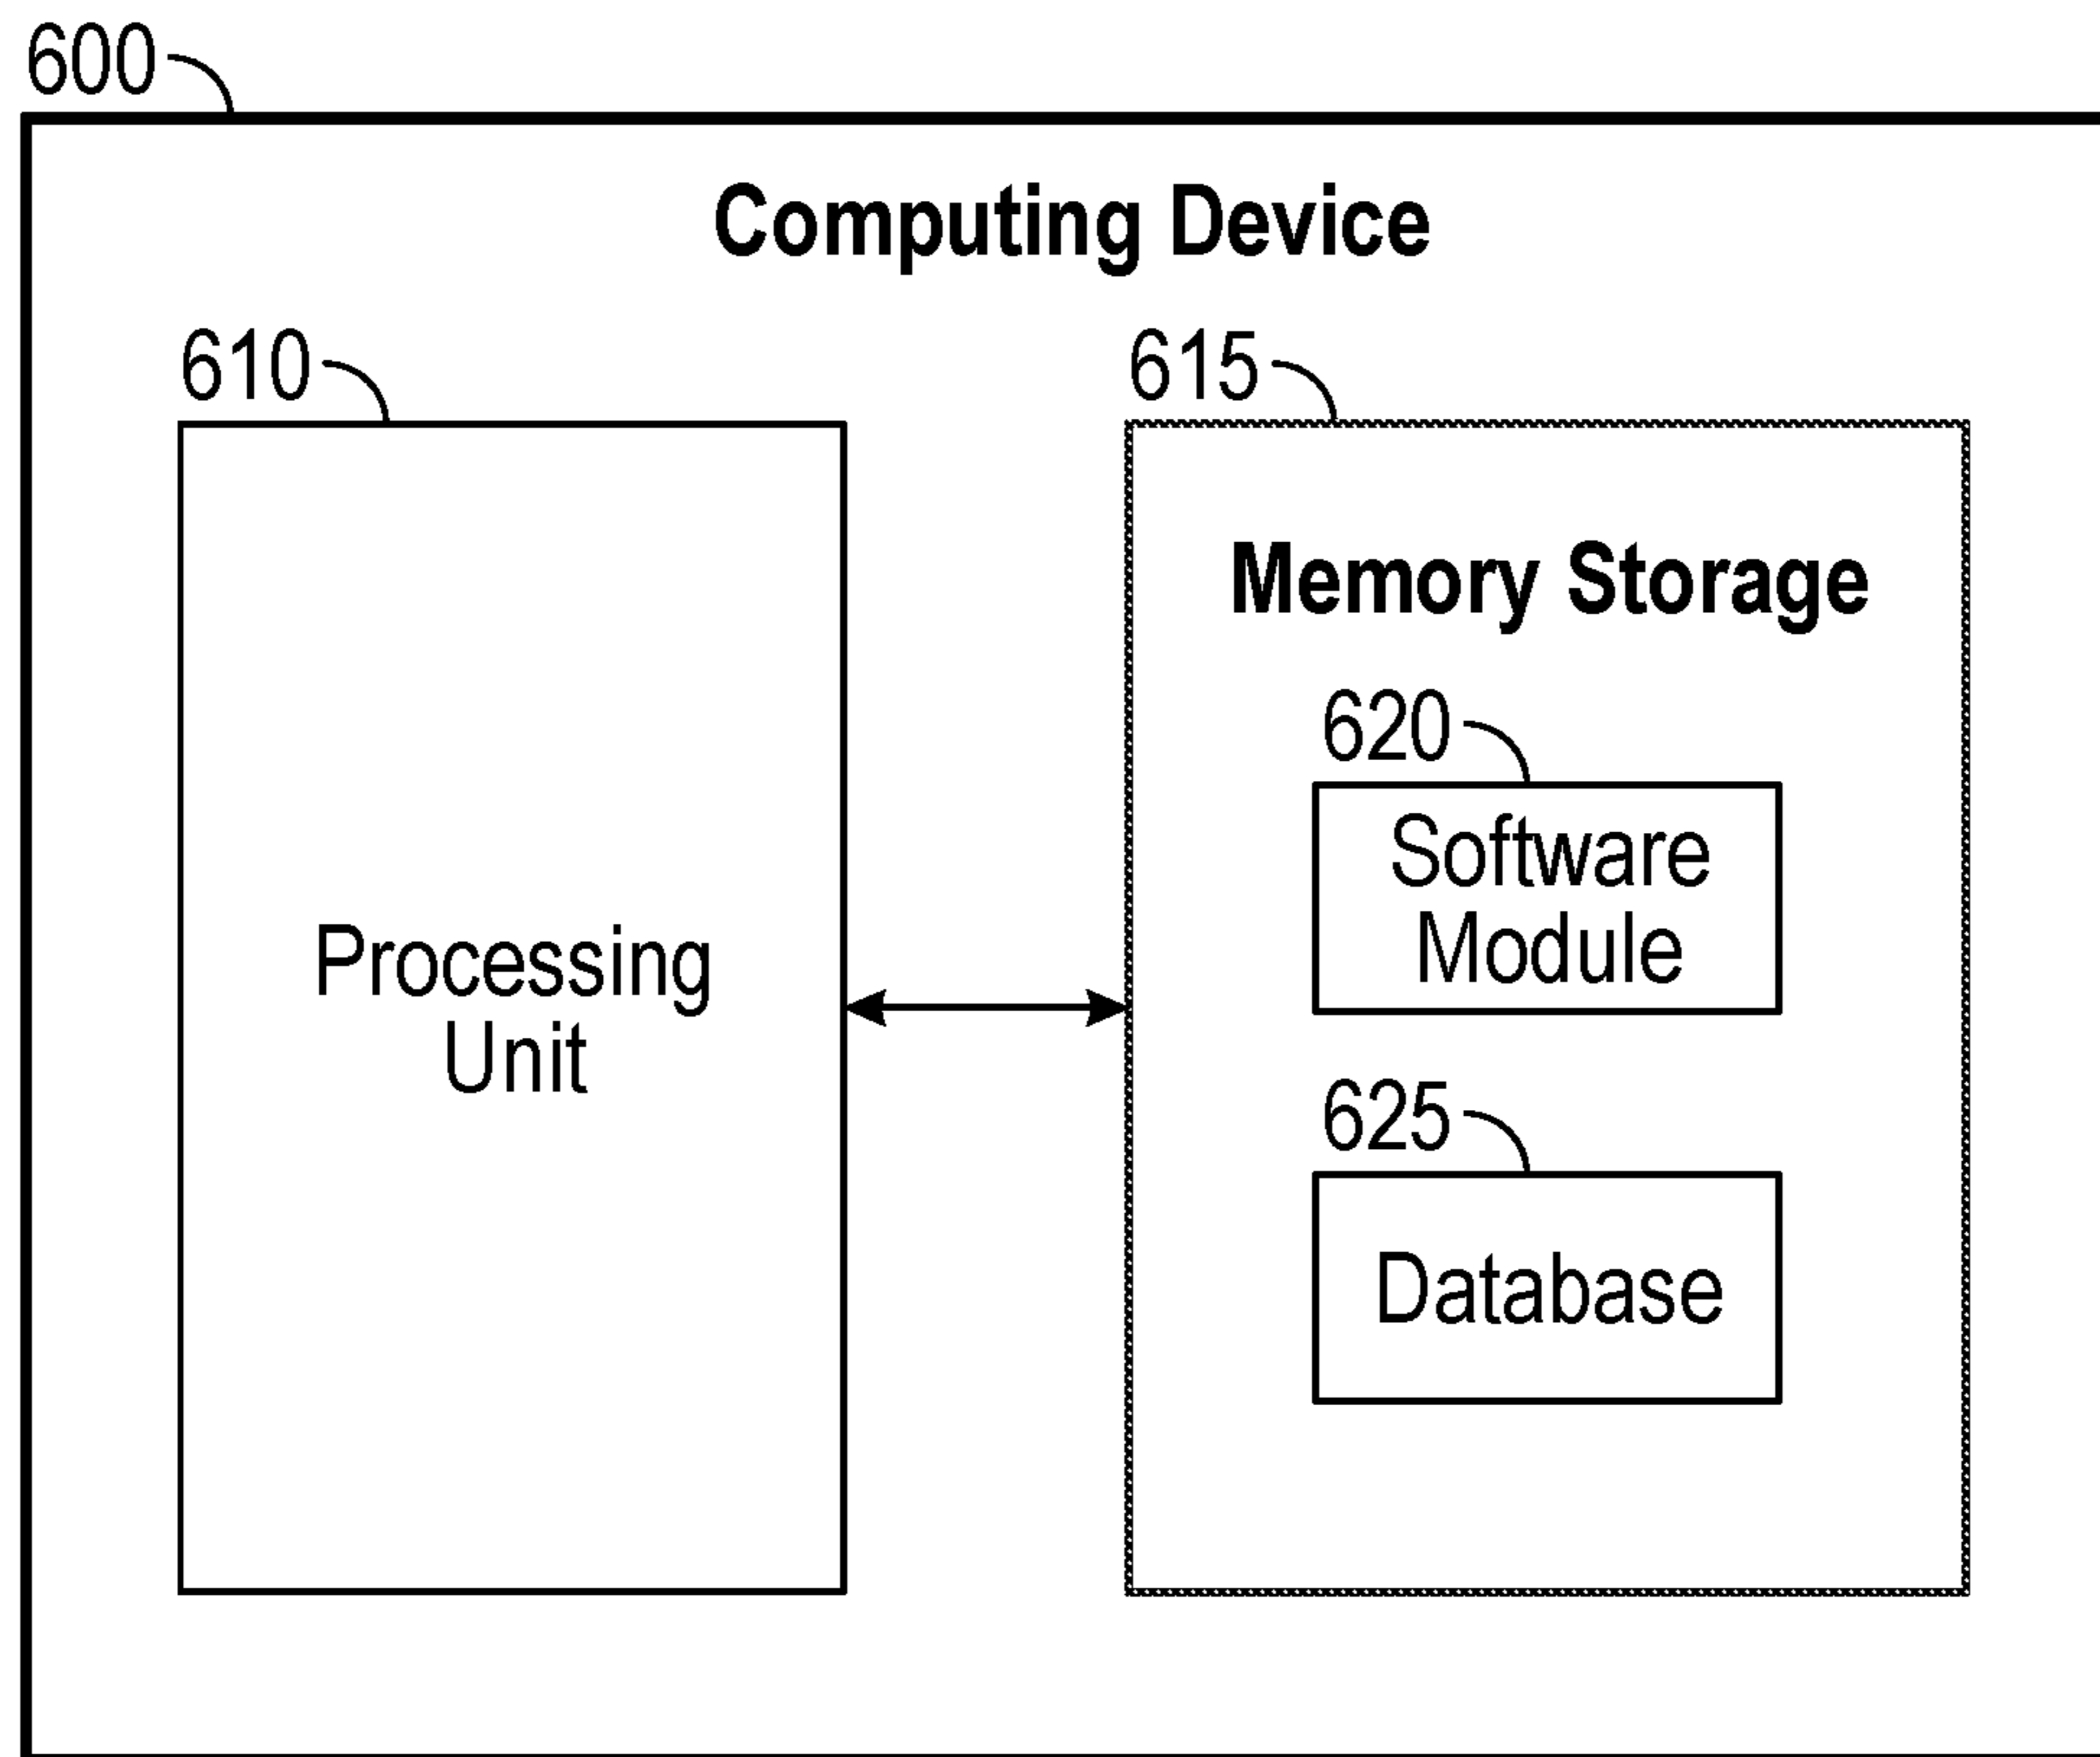 600
Computing Device
610
615
Memory Storage
620
Software
Module
Processing
Unit
625
Database